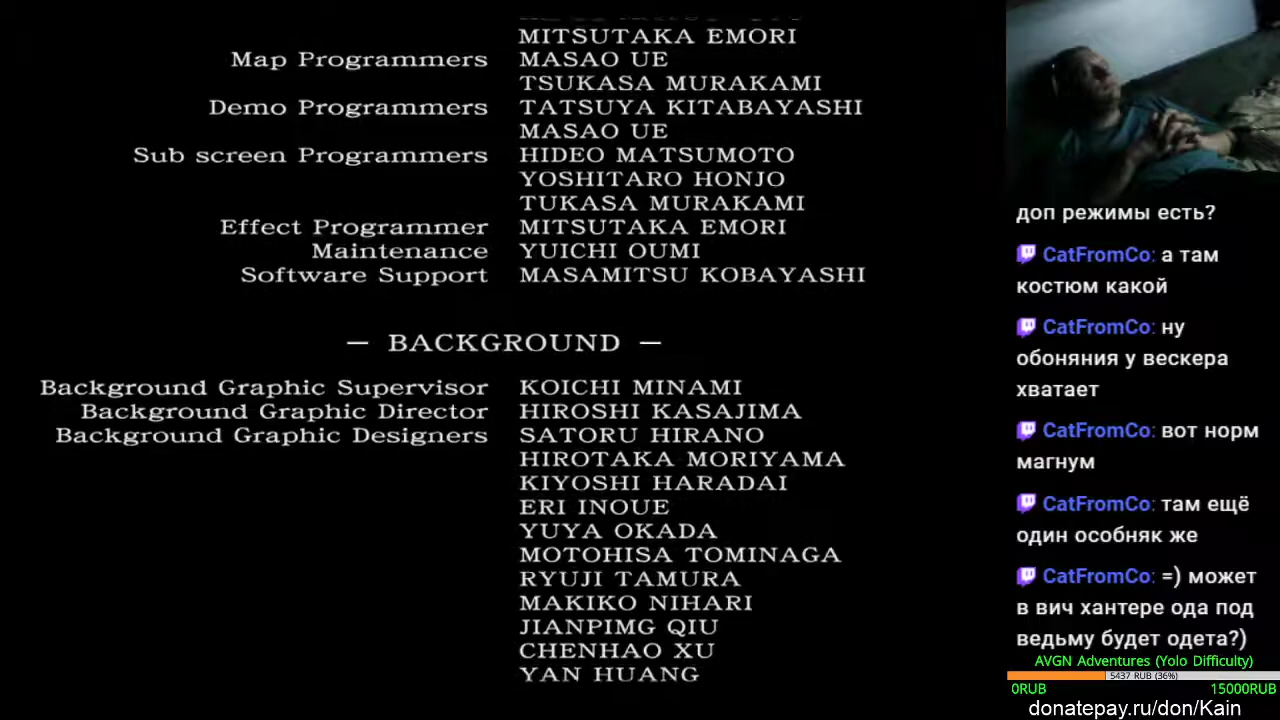 MITSUTAKA EMORI
Map Programmers MASAO UE
TSUKASA MURAKAMI
Demo Programmers TATSUYA KITABAYASHI
MASAO UE
Sub screen Programmers HIDEO MATSUMOTO
YOSHITARO HONJO
TUKASA MURAKAMI
Effect Programmer MITSUTAKA EMORI
Maintenance YUICHI OUMI
Software Support MASAMITSU KOBAYASHI
— BACKGROUND —
Background Graphic Supervisor KOICHI MINAMI
Background Graphic Director HIROSHI KASAJIMA
Background Graphic Designers SATORU HIRANO
HIROTAKA MORIYAMA
KIYOSHI HARADAI
ERI INOUE
YUYA OKADA
MOTOHISA TOMINAGA
RYUJI TAMURA
MAKIKO NIHARI
JIANPIMG QIU
CHENHAO XU
YAN HUANG
доп режимы есть?
CatFromCo: а там
костюм какой
CatFromCo: ну
обоняния у вескера
хватает
CatFromCo: вот норм
магнум
CatFromCo: там ещё
один особняк же
CatFromCo: =) может
в вич хантере ода под
ведьму будет одета?)
AVGN Adventures (Yolo Difficulty)
5437 RUB (36%)
0RUB 15000RUB
donatepay.ru/don/Kain